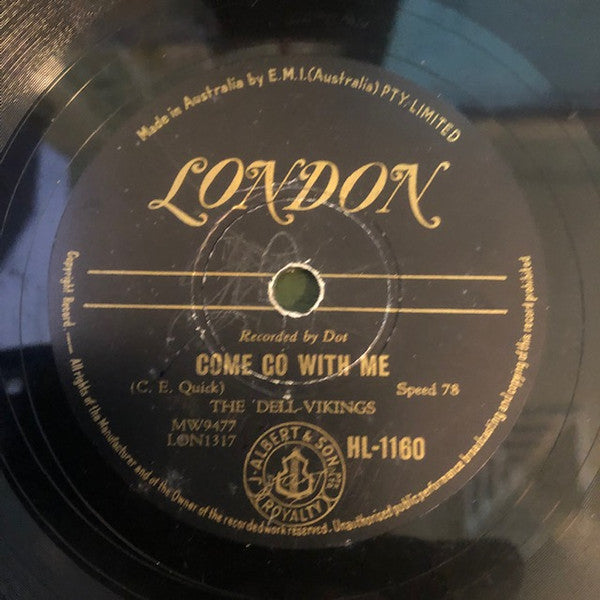 Made in Australia by E.M.I.(Australia) PTY. LIMITED
LONDON
Recorded by Dot
COME GO WITH ME
(C. E. Quick)
Speed 78
THE DELL-VIKINGS
MW9477
LON1317
HL-1160
J. ALBERT & SON
ROYALTY
Copyright Record. — All rights of the Manufacturer and of the Owner of the recorded work reserved. Unauthorised public performance broadcasting and copying of this record prohibited